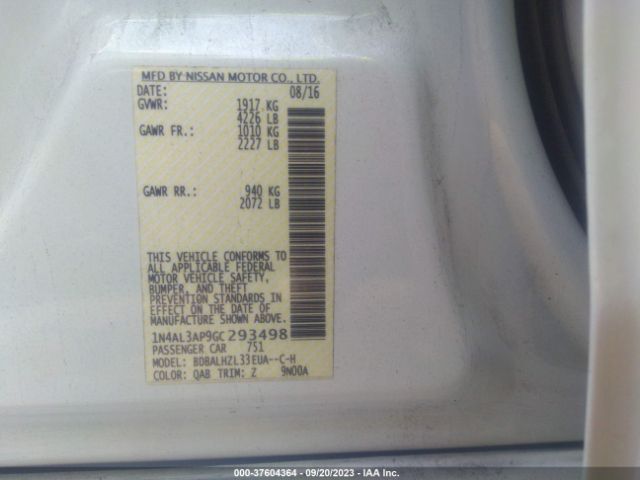 MFD BY NISSAN MOTOR CO., LTD.
DATE: 08/16
GVWR: 1917 KG
4226 LB
GAWR FR.: 1010 KG
2227 LB
GAWR RR.: 940 KG
2072 LB
THIS VEHICLE CONFORMS TO
ALL APPLICABLE FEDERAL
MOTOR VEHICLE SAFETY,
BUMPER, AND THEFT
PREVENTION STANDARDS IN
EFFECT ON THE DATE OF
MANUFACTURE SHOWN ABOVE.
1N4AL3AP9GC293498
PASSENGER CAR 751
MODEL: BDBALHZL33EUA--C-H
COLOR: QAB TRIM: Z 9N00A
000-37604364 | 09/20/2023 | IAA Inc.